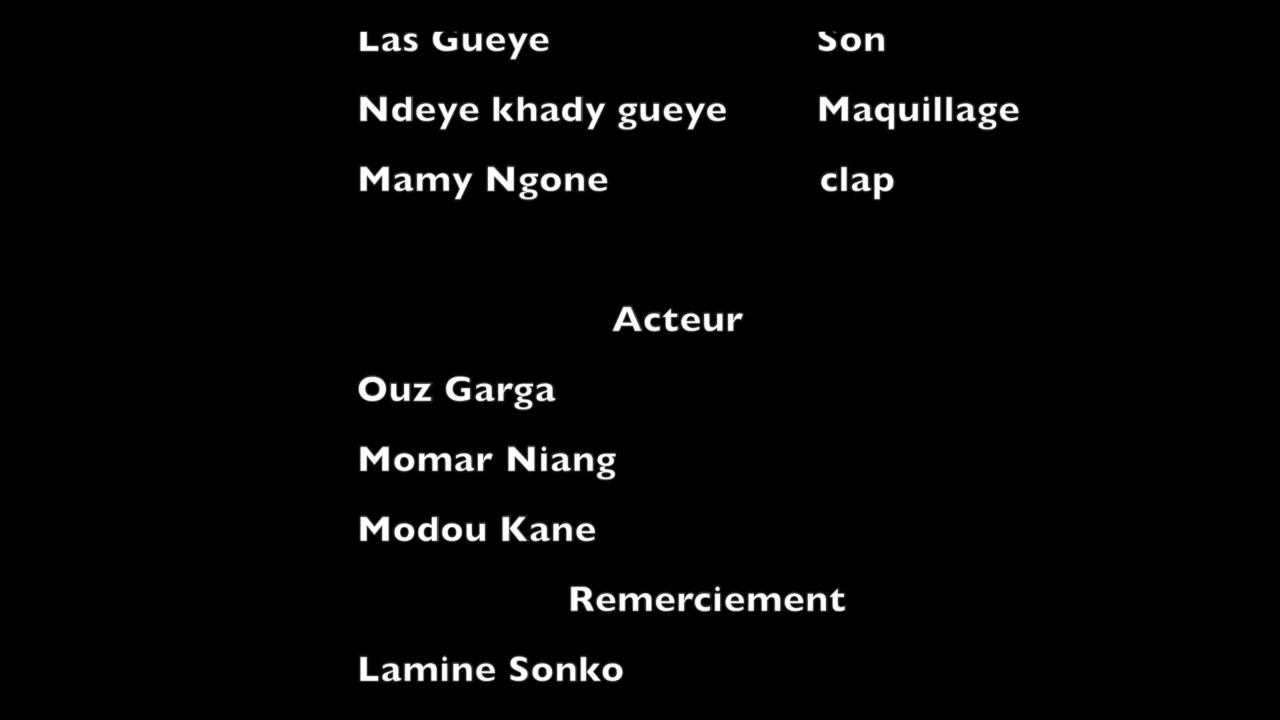 Las Gueye Son
Ndeye khady gueye Maquillage
Mamy Ngone clap
Acteur
Ouz Garga
Momar Niang
Modou Kane
Remerciement
Lamine Sonko